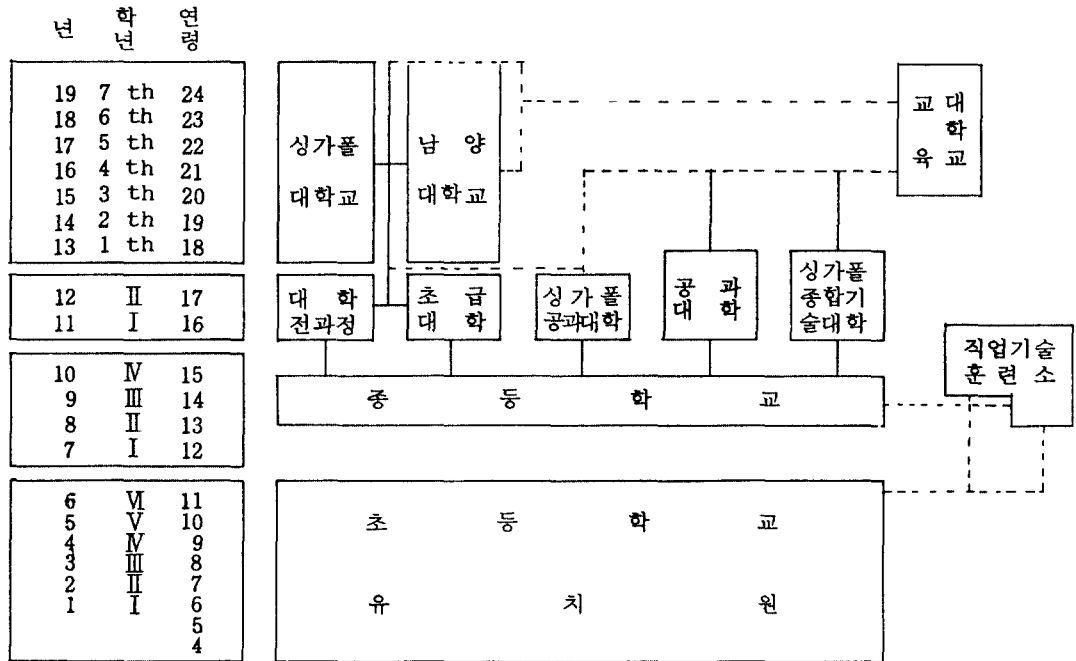 년 학년 연령
19 7 th 24
18 6 th 23
17 5 th 22
16 4 th 21
15 3 th 20
14 2 th 19
13 1 th 18
싱가폴
대학교
남 양
대학교
교 대
학
육 교
12 Ⅱ 17
11 Ⅰ 16
대 학
전과정
초 급
대 학
싱 가 폴
공과대학
공 과
대 학
싱가폴
종합기
술대학
직업기술
훈 련 소
10 Ⅳ 15
9 Ⅲ 14
8 Ⅱ 13
7 Ⅰ 12
종 등 학 교
6 Ⅵ 11
5 Ⅴ 10
4 Ⅳ 9
3 Ⅲ 8
2 Ⅱ 7
1 Ⅰ 6
5
4
초 등 학 교
유 치 원